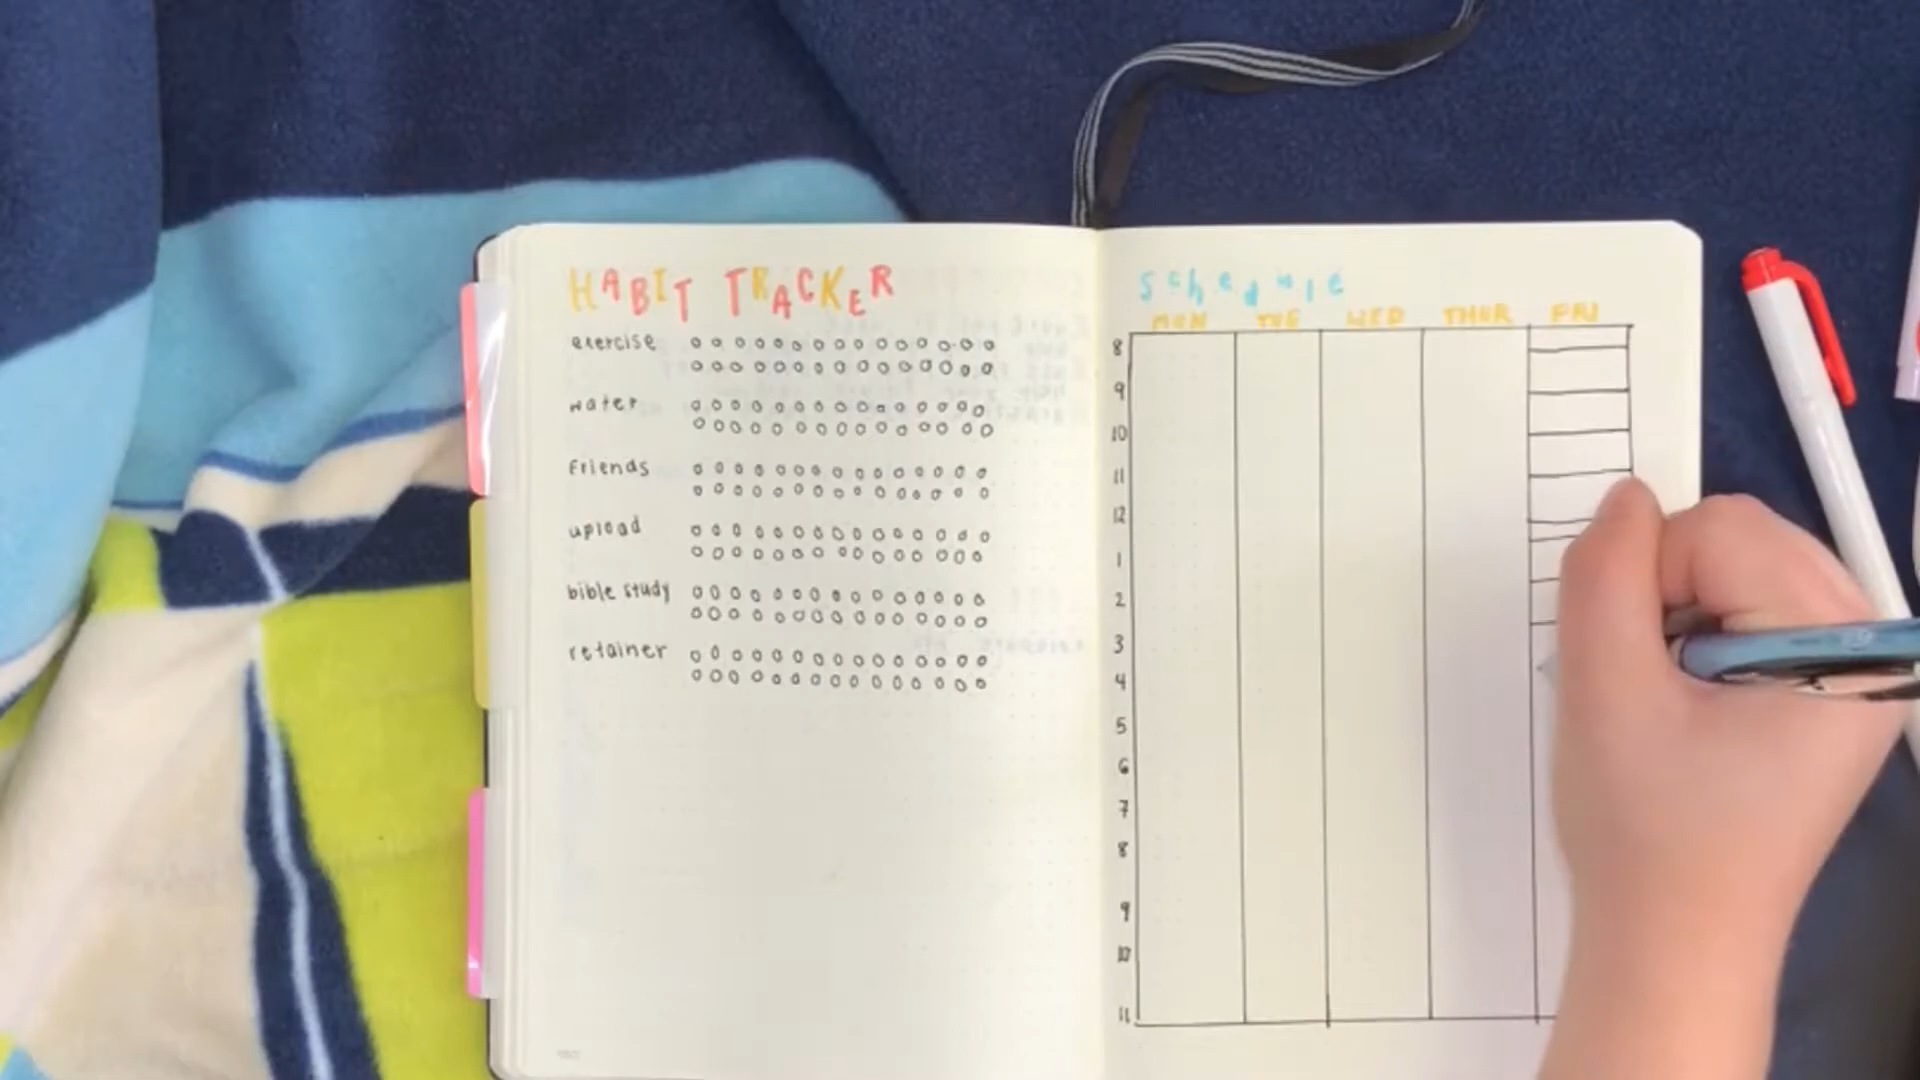 HABIT TRACKER
exercise
water
Friends
upload
bible study
retainer
schedule
MON TUE WED THUR FRI
8
9
10
11
12
1
2
3
4
5
6
7
8
9
10
11